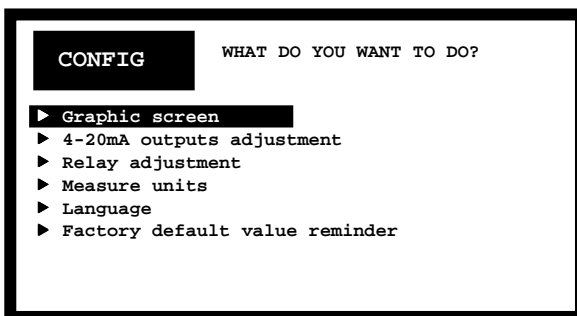 CONFIG
WHAT DO YOU WANT TO DO?
Graphic screen
4-20mA outputs adjustment
Relay adjustment
Measure units
Language
Factory default value reminder